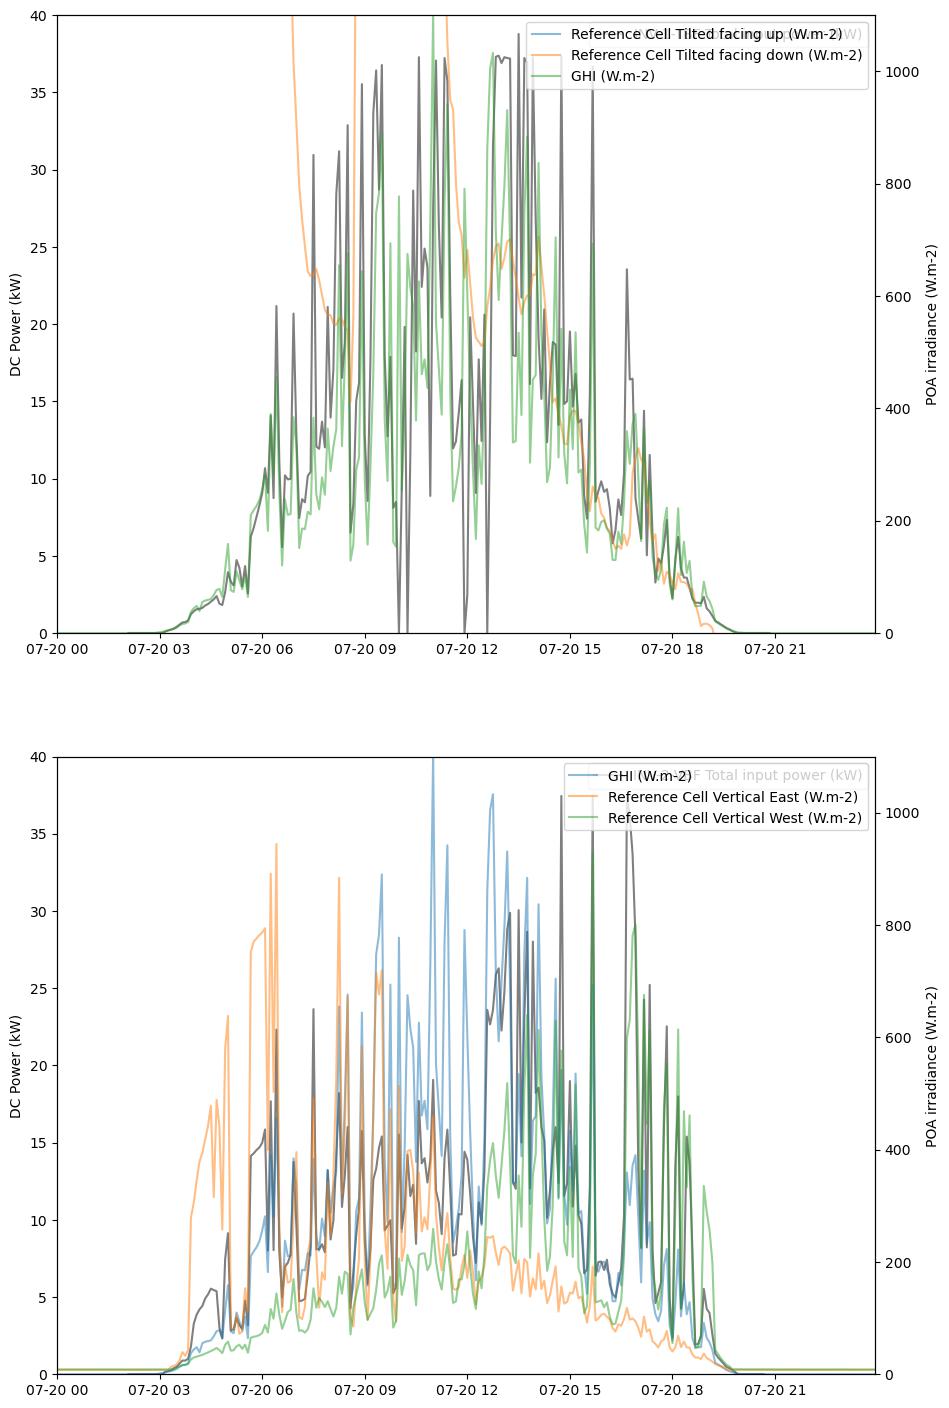 40
35
30
25
20
15
10
5
0
DC Power (kW)
Reference Cell Tilted facing up (W.m-2)
Reference Cell Tilted facing down (W.m-2)
GHI (W.m-2)
1000
800
600
400
200
0
POA irradiance (W.m-2)
07-20 00 07-20 03 07-20 06 07-20 09 07-20 12 07-20 15 07-20 18 07-20 21
40
35
30
25
20
15
10
5
0
DC Power (kW)
Total input power (kW)
GHI (W.m-2)
Reference Cell Vertical East (W.m-2)
Reference Cell Vertical West (W.m-2)
1000
800
600
400
200
0
POA irradiance (W.m-2)
07-20 00 07-20 03 07-20 06 07-20 09 07-20 12 07-20 15 07-20 18 07-20 21